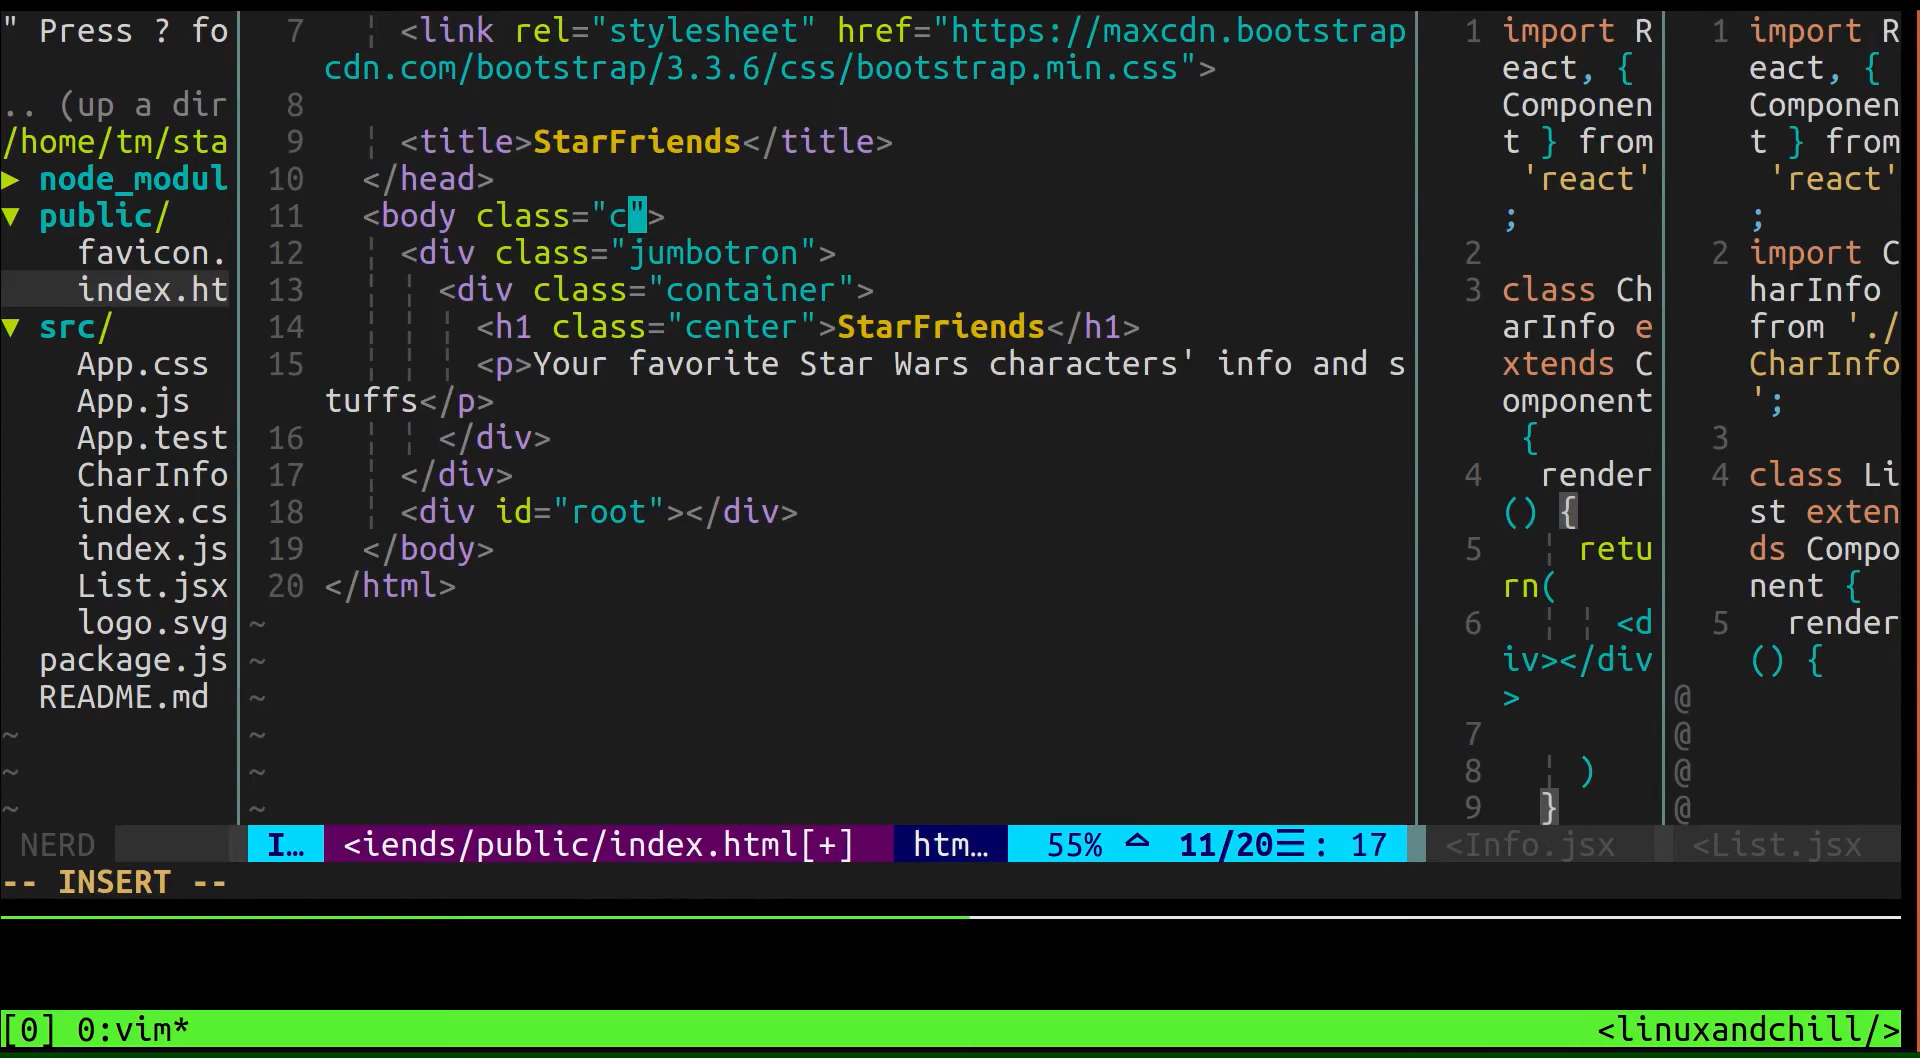 " Press ? fo
.. (up a dir
/home/tm/sta
▶ node_modul
▼ public/
favicon.
index.ht
▼ src/
App.css
App.js
App.test
CharInfo
index.cs
index.js
List.jsx
logo.svg
package.js
README.md
~
~
~
7 <link rel="stylesheet" href="https://maxcdn.bootstrap
cdn.com/bootstrap/3.3.6/css/bootstrap.min.css">
8
9 <title>StarFriends</title>
10 </head>
11 <body class="c">
12 <div class="jumbotron">
13 <div class="container">
14 <h1 class="center">StarFriends</h1>
15 <p>Your favorite Star Wars characters' info and s
tuffs</p>
16 </div>
17 </div>
18 <div id="root"></div>
19 </body>
20 </html>
~
~
~
~
~
~
1 import R
eact, {
Componen
t } from
'react'
;
2
3 class Ch
arInfo e
xtends C
omponent
{
4 render
() {
5 retu
rn(
6 <d
iv></div
>
7
8 )
9 }
1 import R
eact, {
Componen
t } from
'react'
;
2 import C
harInfo
from './
CharInfo
';
3
4 class Li
st exten
ds Compo
nent {
5 render
() {
@
@
@
@
NERD I… <iends/public/index.html[+] htm… 55% 11/20☰: 17 <Info.jsx <List.jsx
-- INSERT --
[0] 0:vim* <linuxandchill/>